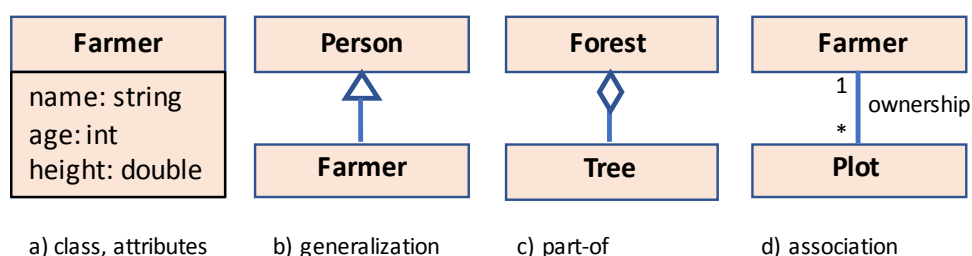 Farmer
name: string
age: int
height: double
a) class, attributes
Person
Farmer
b) generalization
Forest
Tree
c) part-of
Farmer
1
ownership
*
Plot
d) association